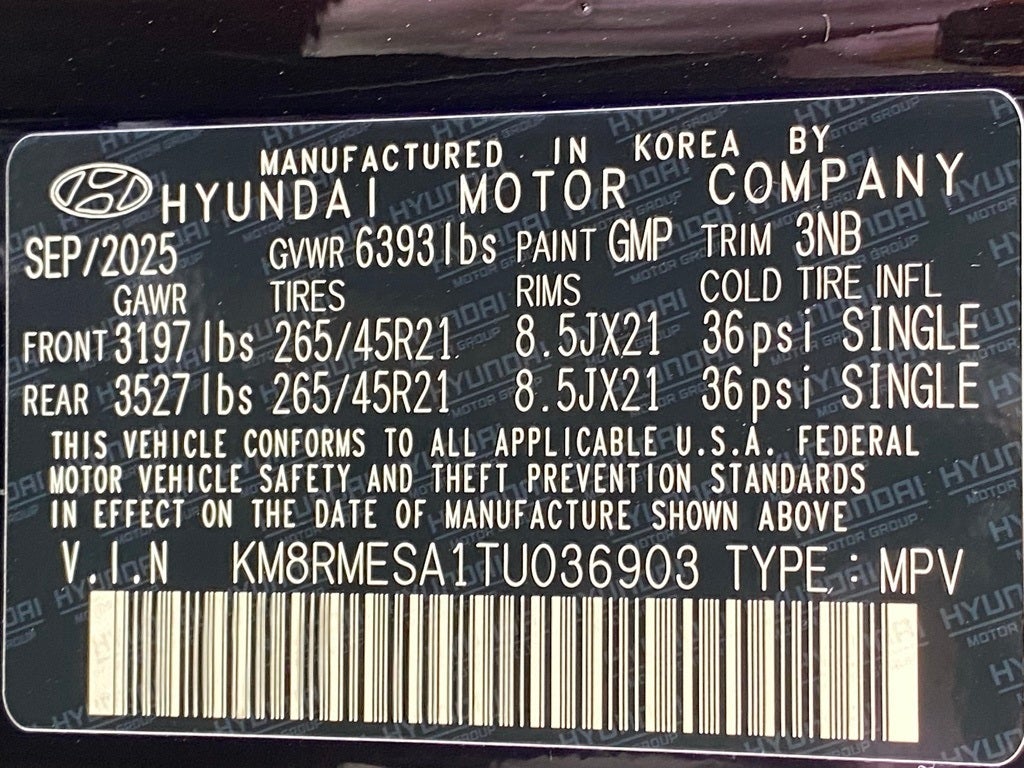 MANUFACTURED IN KOREA BY
HYUNDAI MOTOR COMPANY
SEP/2025 GVWR 6393lbs PAINT GMP TRIM 3NB
GAWR TIRES RIMS COLD TIRE INFL
FRONT 3197lbs 265/45R21 8.5JX21 36psi SINGLE
REAR 3527lbs 265/45R21 8.5JX21 36psi SINGLE
THIS VEHICLE CONFORMS TO ALL APPLICABLE U.S.A. FEDERAL
MOTOR VEHICLE SAFETY AND THEFT PREVENTION STANDARDS
IN EFFECT ON THE DATE OF MANUFACTURE SHOWN ABOVE
V.I.N KM8RMESA1TU036903 TYPE : MPV
HYUNDAI
MOTOR GROUP